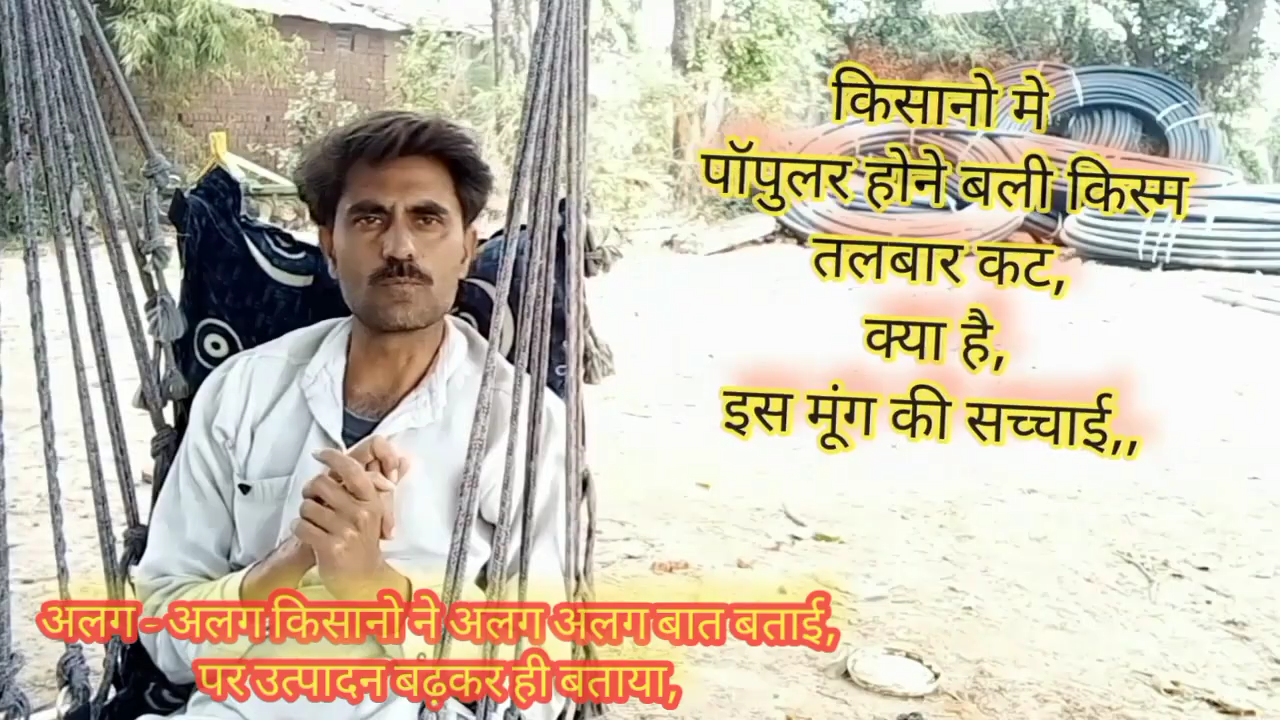 किसानो मे
पॉपुलर होने बली किस्म
तलबार कट,
क्या है,
इस मूंग की सच्चाई,,
अलग - अलग किसानो ने अलग अलग बात बताई,
पर उत्पादन बढ़कर ही बताया,